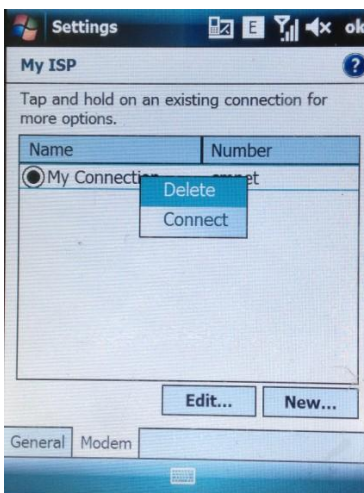 Settings E ok
My ISP ?
Tap and hold on an existing connection for
more options.
Name Number
My Connection
Delete
Connect
Edit... New...
General Modem